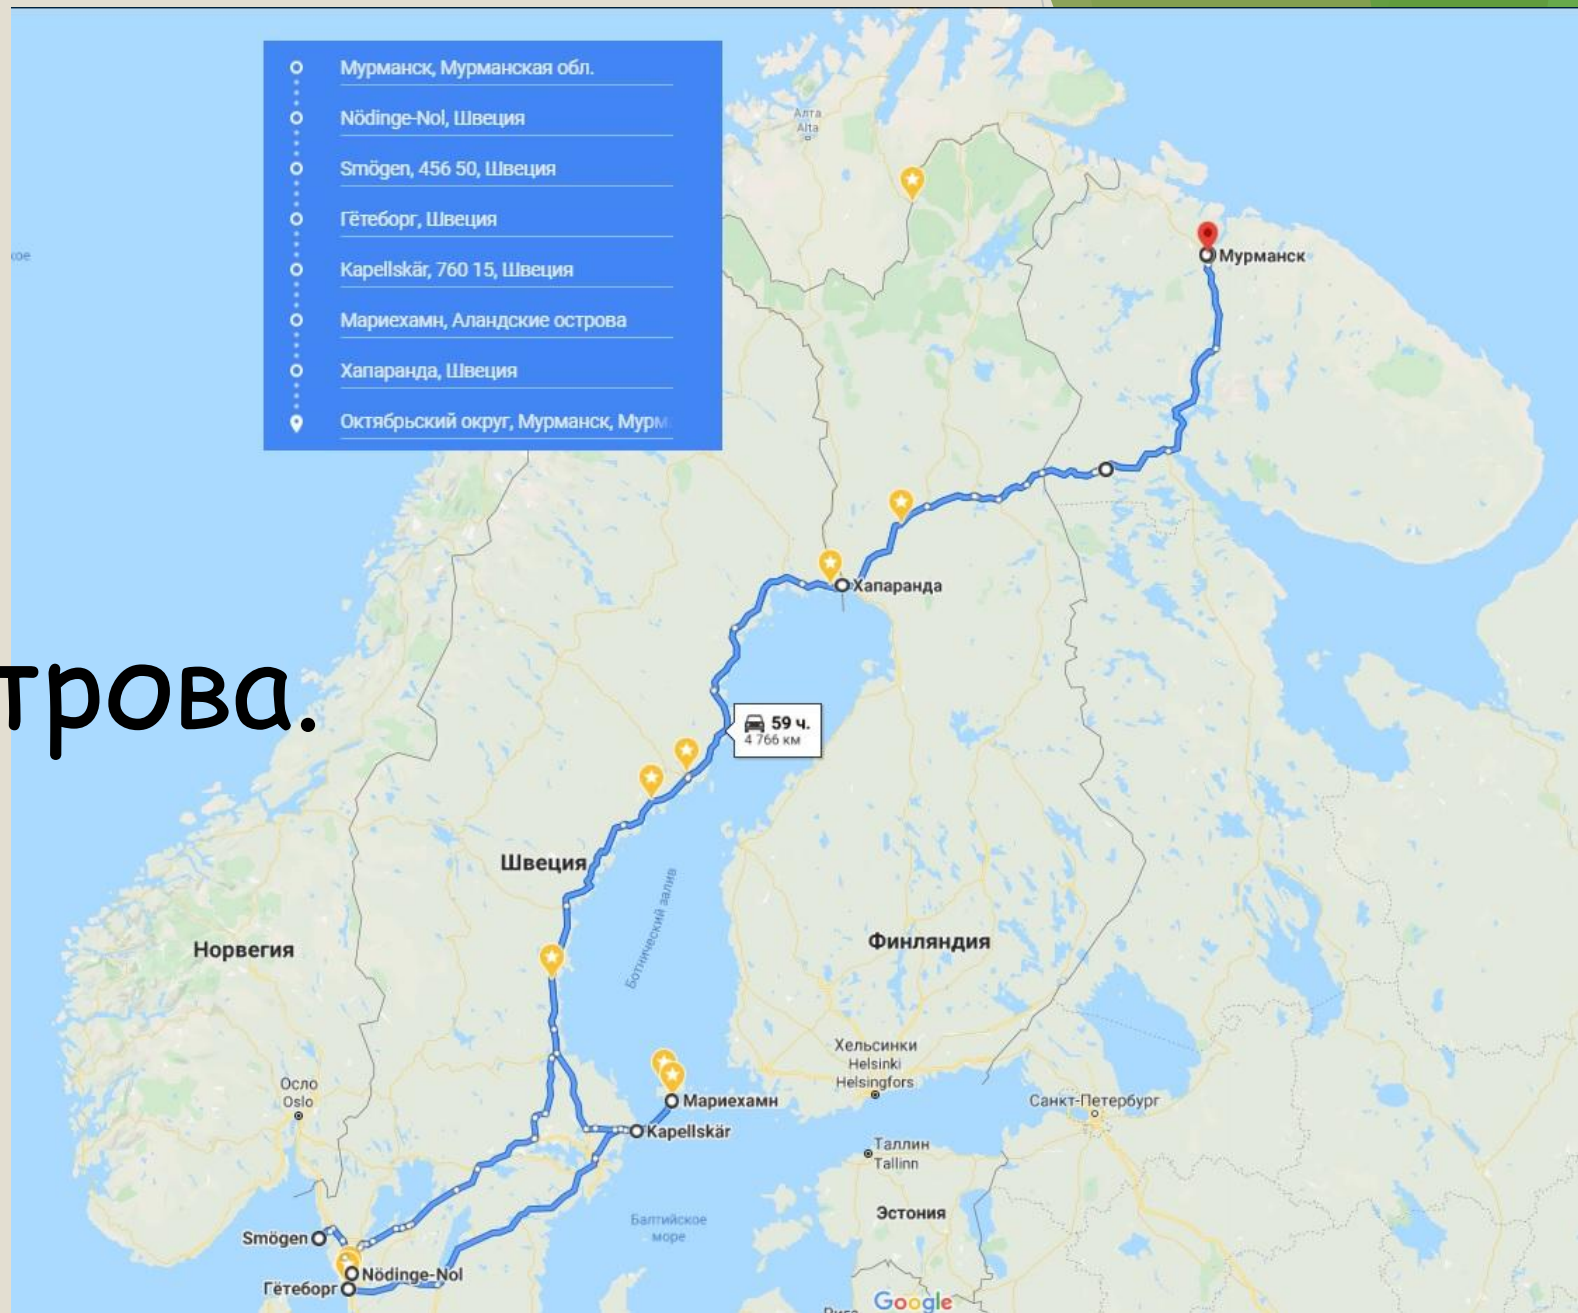 Мурманск, Мурманская обл.
Nödinge-Nol, Швеция
Smögen, 456 50, Швеция
Гётеборг, Швеция
Kapellskär, 760 15, Швеция
Мариехамн, Аландские острова
Хапаранда, Швеция
Октябрьский округ, Мурманск, Мурм
Алта
Alta
Мурманск
Хапаранда
трова.
59 ч.
4 766 км
Швеция
Ботнический залив
Норвегия
Финляндия
Хельсинки
Helsinki
Helsingfors
Осло
Oslo
Мариехамн
Санкт-Петербург
Kapellskär
Таллин
Tallinn
Эстония
Балтийское
море
Smögen
Nödinge-Nol
Гётеборг
Google